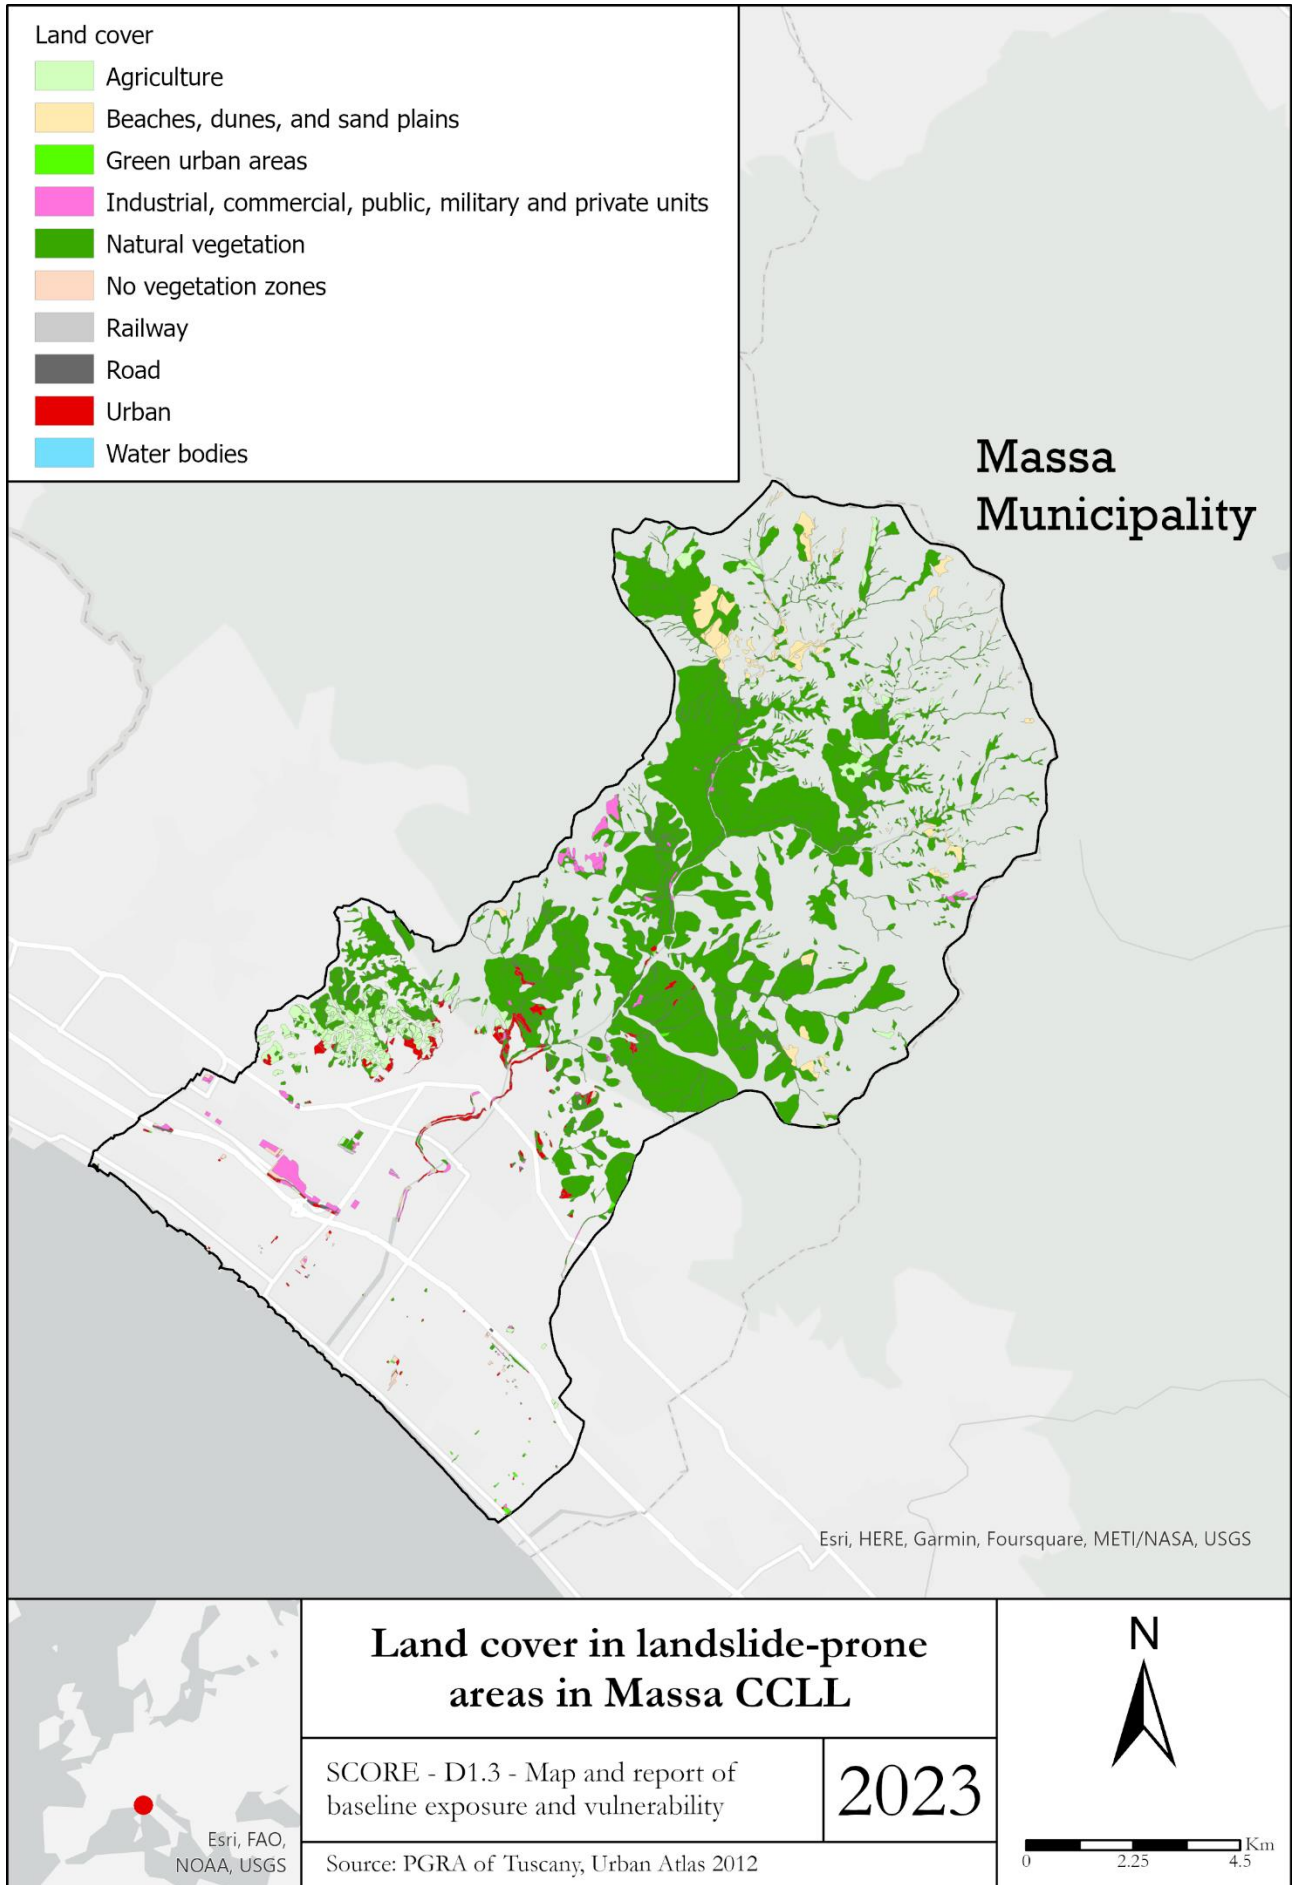 Land cover
Agriculture
Beaches, dunes, and sand plains
Green urban areas
Industrial, commercial, public, military and private units
Natural vegetation
No vegetation zones
Railway
Road
Urban
Water bodies
Massa
Municipality
Esri, HERE, Garmin, Foursquare, METI/NASA, USGS
Esri, FAO,
NOAA, USGS
Land cover in landslide-prone
areas in Massa CCLL
SCORE - D1.3 - Map and report of
baseline exposure and vulnerability
2023
Source: PGRA of Tuscany, Urban Atlas 2012
N
Km
0 2.25 4.5